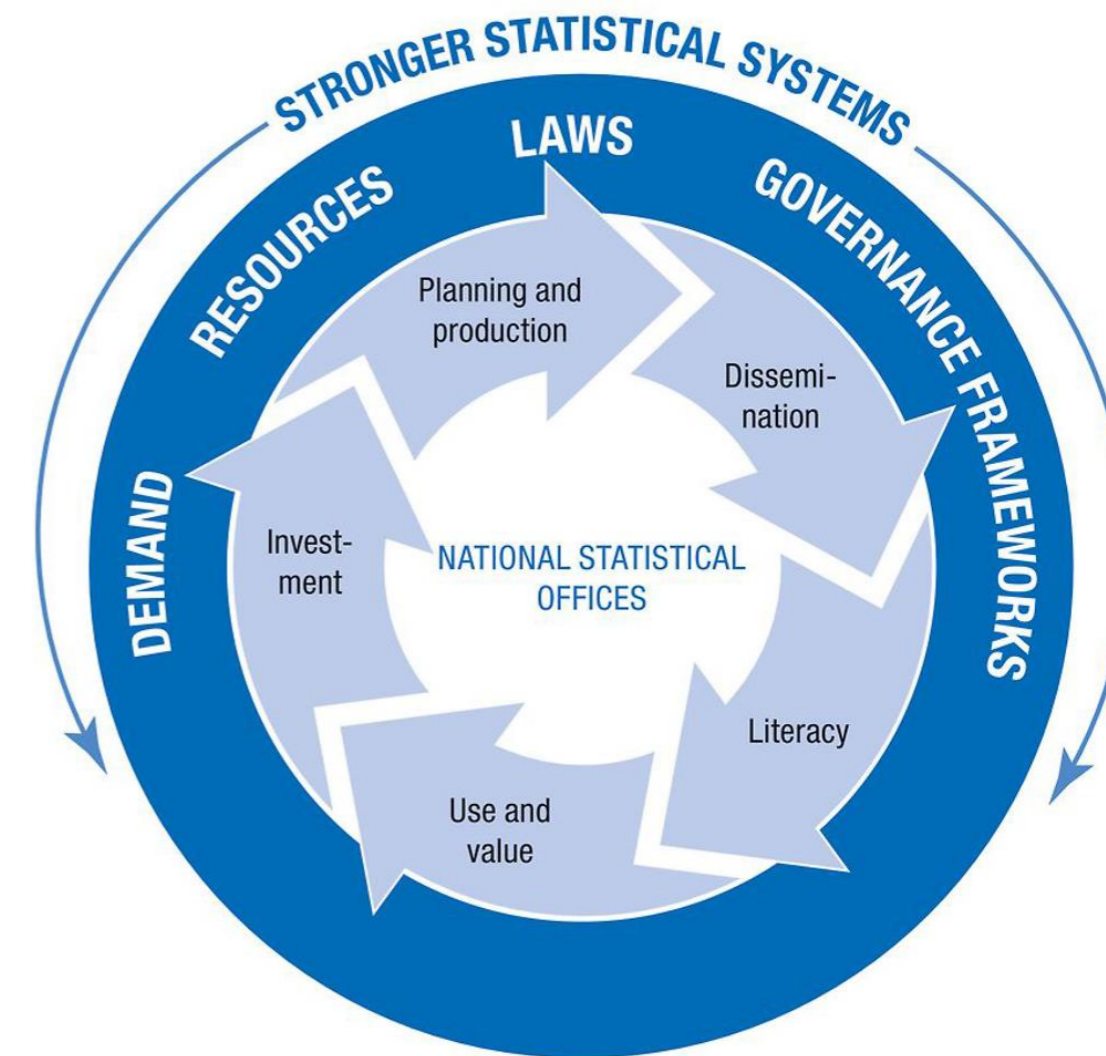 STRONGER STATISTICAL SYSTEMS
LAWS
RESOURCES
GOVERNANCE FRAMEWORKS
DEMAND
Planning and
production
Dissemi-
nation
Literacy
Use and
value
Invest-
ment
NATIONAL STATISTICAL
OFFICES